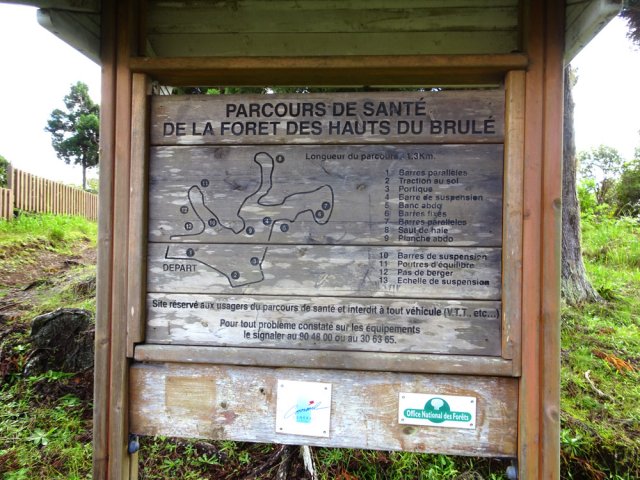 PARCOURS DE SANTÉ
DE LA FORET DES HAUTS DU BRULÉ
Longueur du parcours : 1,3Km.
1 Barres parallèles
2 Traction au sol
3 Portique
4 Barre de suspension
5 Banc abdo
6 Barres fixes
7 Barres parallèles
8 Saut de haie
9 Planche abdo
10 Barres de suspension
11 Poutres d'équilibre
12 Pas de berger
13 Echelle de suspension
DÉPART
Site réservé aux usagers du parcours de santé et interdit à tout véhicule (V.T.T., etc...)
Pour tout problème constaté sur les équipements
le signaler au 90 48 00 ou au 30 63 65.
Office National des Forêts